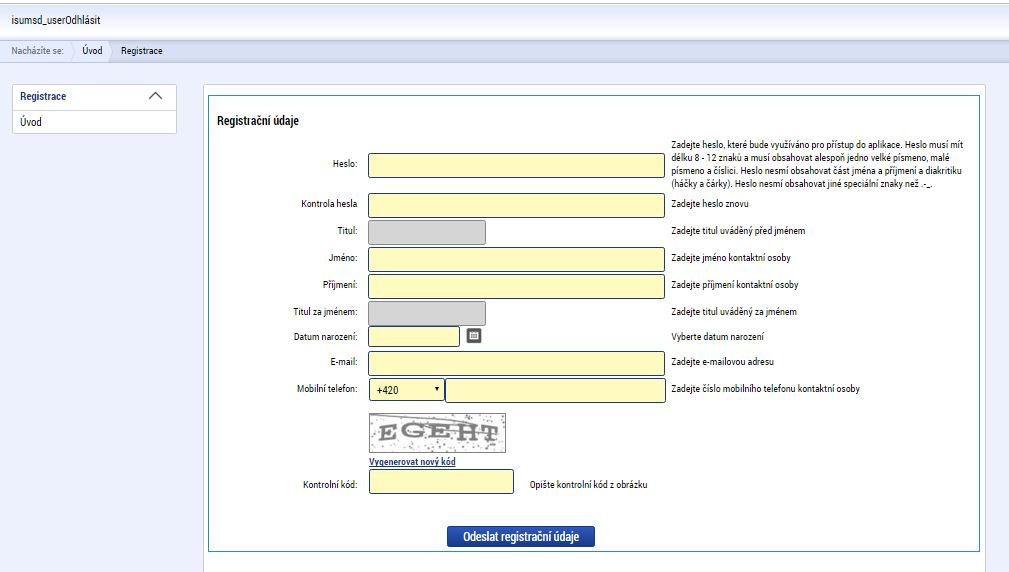 isumsd_userOdhlásit
Nacházíte se: Úvod Registrace
Registrace
Úvod
Registrační údaje
Heslo:
Zadejte heslo, které bude využíváno pro přístup do aplikace. Heslo musí mít
délku 8 - 12 znaků a musí obsahovat alespoň jedno velké písmeno, malé
písmeno a číslici. Heslo nesmí obsahovat část jména a příjmení a diakritiku
(háčky a čárky). Heslo nesmí obsahovat jiné speciální znaky než .-_.
Kontrola hesla Zadejte heslo znovu
Titul: Zadejte titul uváděný před jménem
Jméno: Zadejte jméno kontaktní osoby
Příjmení: Zadejte příjmení kontaktní osoby
Titul za jménem: Zadejte titul uváděný za jménem
Datum narození: Vyberte datum narození
E-mail: Zadejte e-mailovou adresu
Mobilní telefon: +420 Zadejte číslo mobilního telefonu kontaktní osoby
EGEHT
Vygenerovat nový kód
Kontrolní kód: Opište kontrolní kód z obrázku
Odeslat registrační údaje